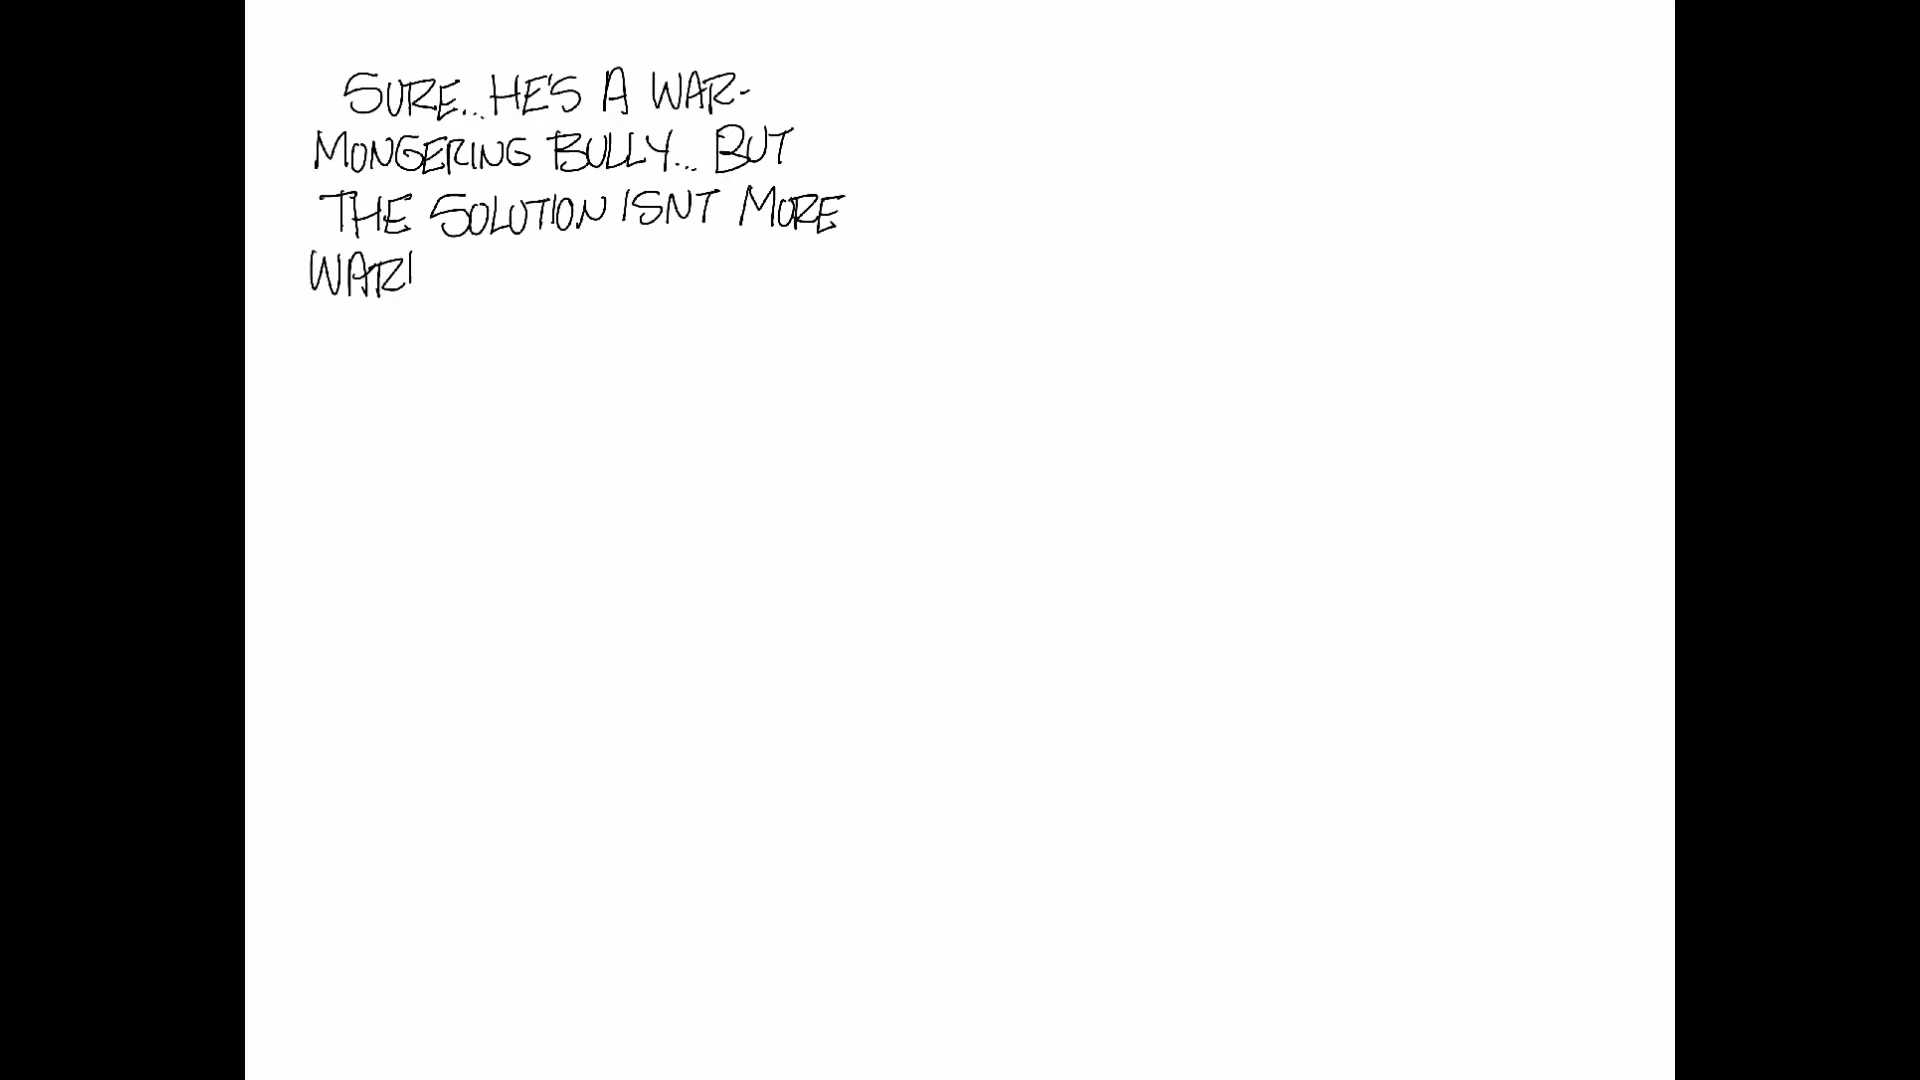 SURE...HE'S A WAR-
MONGERING BULLY... BUT
THE SOLUTION ISNT MORE
WAR!